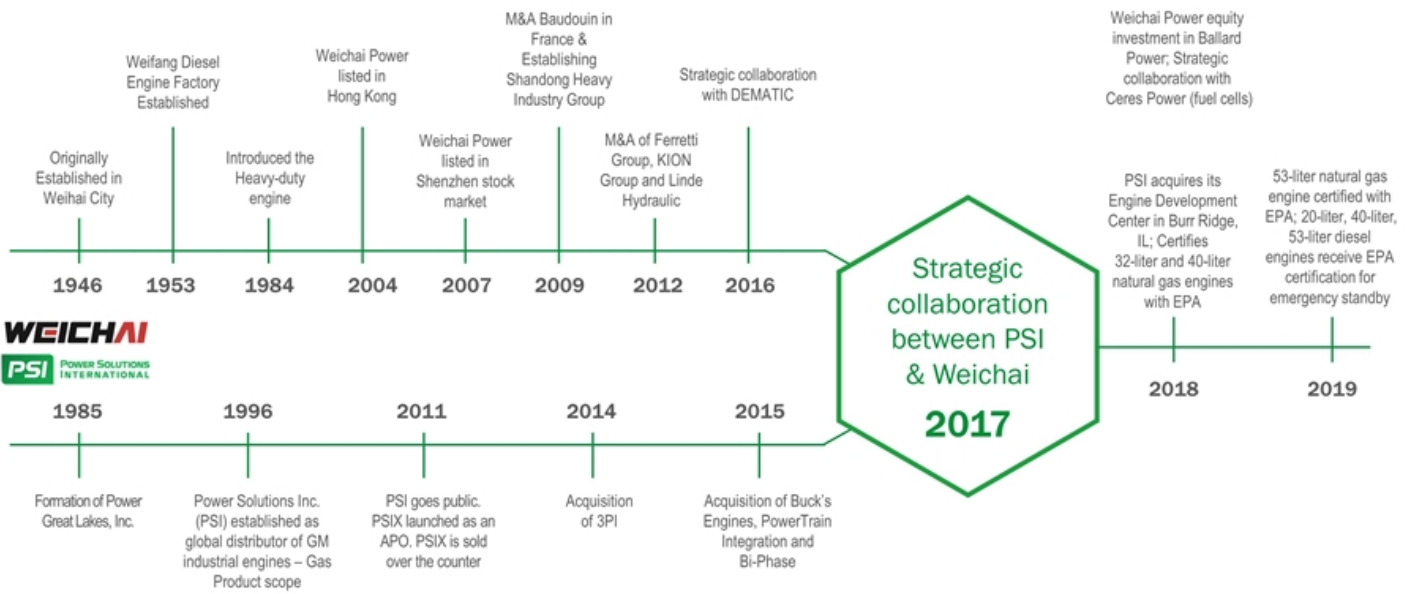 Originally
Established in
Weihai City
1946
Weifang Diesel
Engine Factory
Established
1953
Introduced the
Heavy-duty
engine
1984
Weichai Power
listed in
Hong Kong
2004
Weichai Power
listed in
Shenzhen stock
market
2007
M&A Baudouin in
France &
Establishing
Shandong Heavy
Industry Group
2009
M&A of Ferretti
Group, KION
Group and Linde
Hydraulic
2012
Strategic collaboration
with DEMATIC
2016
WEICHAI
PSI POWER SOLUTIONS
INTERNATIONAL
1985
Formation of Power
Great Lakes, Inc.
1996
Power Solutions Inc.
(PSI) established as
global distributor of GM
industrial engines – Gas
Product scope
2011
PSI goes public.
PSIX launched as an
APO. PSIX is sold
over the counter
2014
Acquisition
of 3PI
2015
Acquisition of Buck's
Engines, PowerTrain
Integration and
Bi-Phase
Strategic
collaboration
between PSI
& Weichai
2017
Weichai Power equity
investment in Ballard
Power; Strategic
collaboration with
Ceres Power (fuel cells)
PSI acquires its
Engine Development
Center in Burr Ridge,
IL; Certifies
32-liter and 40-liter
natural gas engines
with EPA
2018
53-liter natural gas
engine certified with
EPA; 20-liter, 40-liter,
53-liter diesel
engines receive EPA
certification for
emergency standby
2019